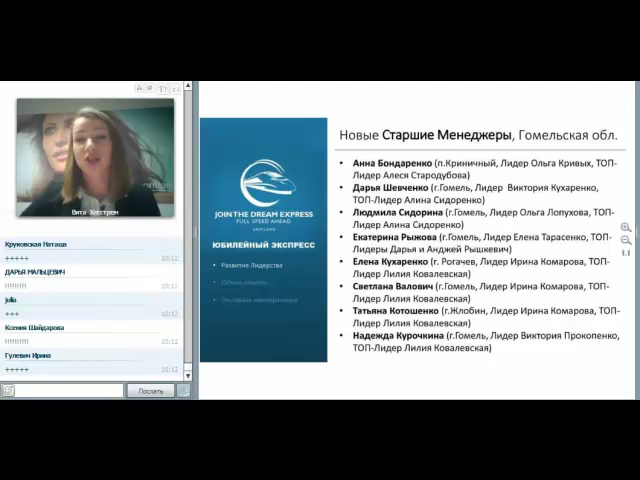 Вита Хегстрем
Круковская Наташа
+++++
10:12
ДАРЬЯ МАЛЬЦЕВИЧ
!!!!!!!!!
10:12
julia
+++
10:12
Ксения Шайдарова
!!!!!!!!!!
10:12
Гулевич Ирина
+++++
10:12
Послать
JOIN THE DREAM EXPRESS
FULL SPEED AHEAD
ORIFLAME
ЮБИЛЕЙНЫЙ ЭКСПРЕСС
• Развитие Лидерства
• Основные квалификации
Новые Старшие Менеджеры, Гомельская обл.
• Анна Бондаренко (п.Криничный, Лидер Ольга Кривых, ТОП-
Лидер Алеся Стародубова)
• Дарья Шевченко (г.Гомель, Лидер Виктория Кухаренко,
ТОП-Лидер Алина Сидоренко)
• Людмила Сидорина (г.Гомель, Лидер Ольга Лопухова, ТОП-
Лидер Алина Сидоренко)
• Екатерина Рыжова (г.Гомель, Лидер Елена Тарасенко, ТОП-
Лидеры Дарья и Анджей Рышкевич)
• Елена Кухаренко (г. Рогачев, Лидер Ирина Комарова, ТОП-
Лидер Лилия Ковалевская)
• Светлана Валович (г.Гомель, Лидер Ирина Комарова, ТОП-
Лидер Лилия Ковалевская)
• Татьяна Котошенко (г.Жлобин, Лидер Ирина Комарова, ТОП-
Лидер Лилия Ковалевская)
• Надежда Курочкина (г.Гомель, Лидер Виктория Прокопенко,
ТОП-Лидер Лилия Ковалевская)
1:1